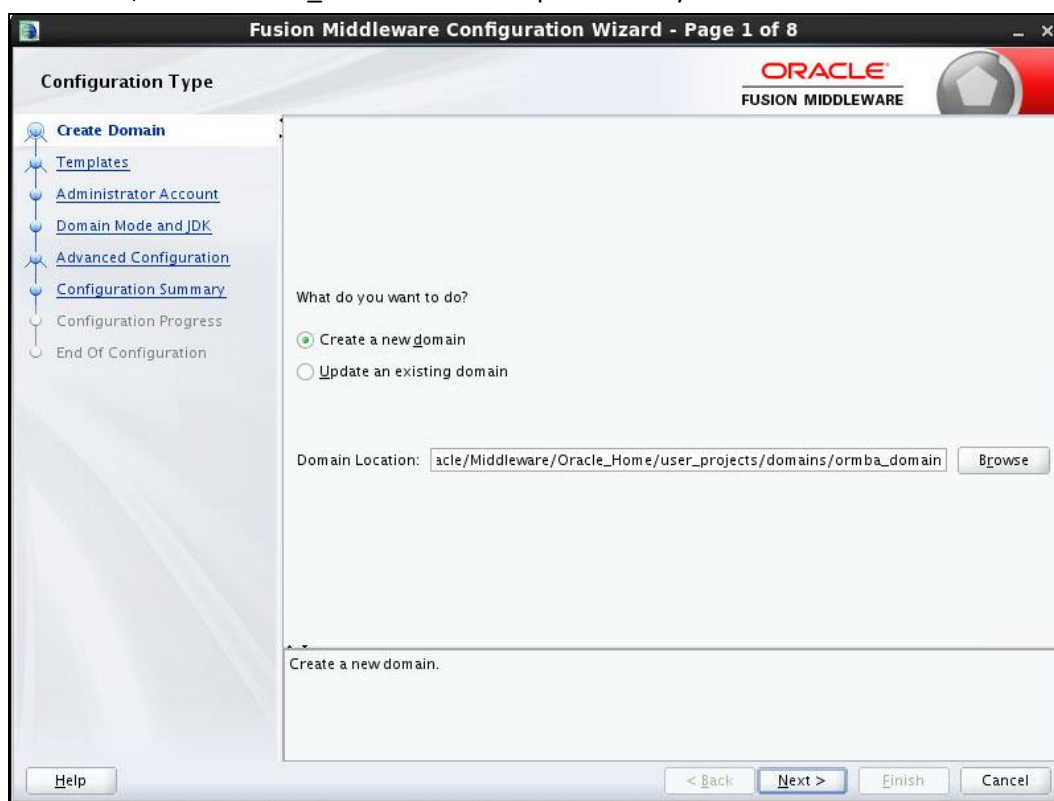 Fusion Middleware Configuration Wizard - Page 1 of 8
Configuration Type
ORACLE
FUSION MIDDLEWARE
Create Domain
Templates
Administrator Account
Domain Mode and JDK
Advanced Configuration
Configuration Summary
Configuration Progress
End Of Configuration
What do you want to do?
Create a new domain
Update an existing domain
Domain Location: acle/Middleware/Oracle_Home/user_projects/domains/ormba_domain Browse
Create a new domain.
Help < Back Next > Finish Cancel